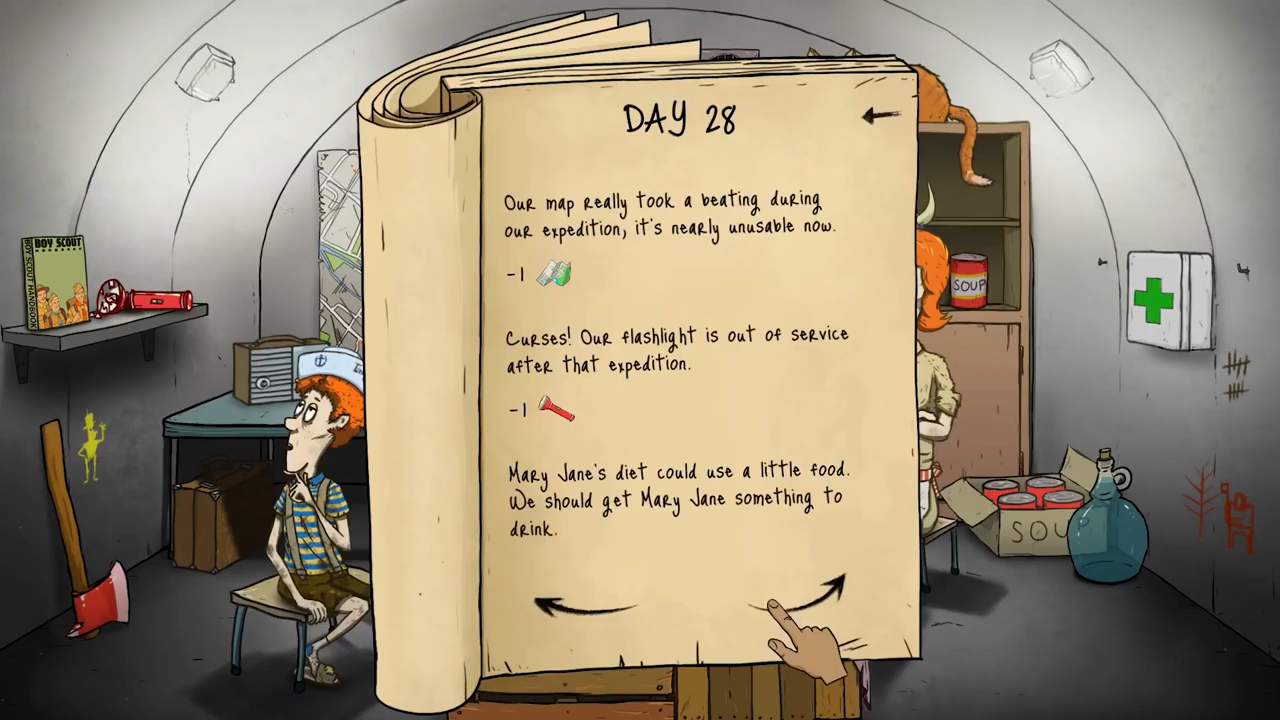 DAY 28
Our map really took a beating during
our expedition, it's nearly unusable now.
-1
Curses! Our flashlight is out of service
after that expedition.
-1
Mary Jane's diet could use a little food.
We should get Mary Jane something to
drink.
BOY SCOUT
BOY SCOUT HANDBOOK
SOUP
SOU